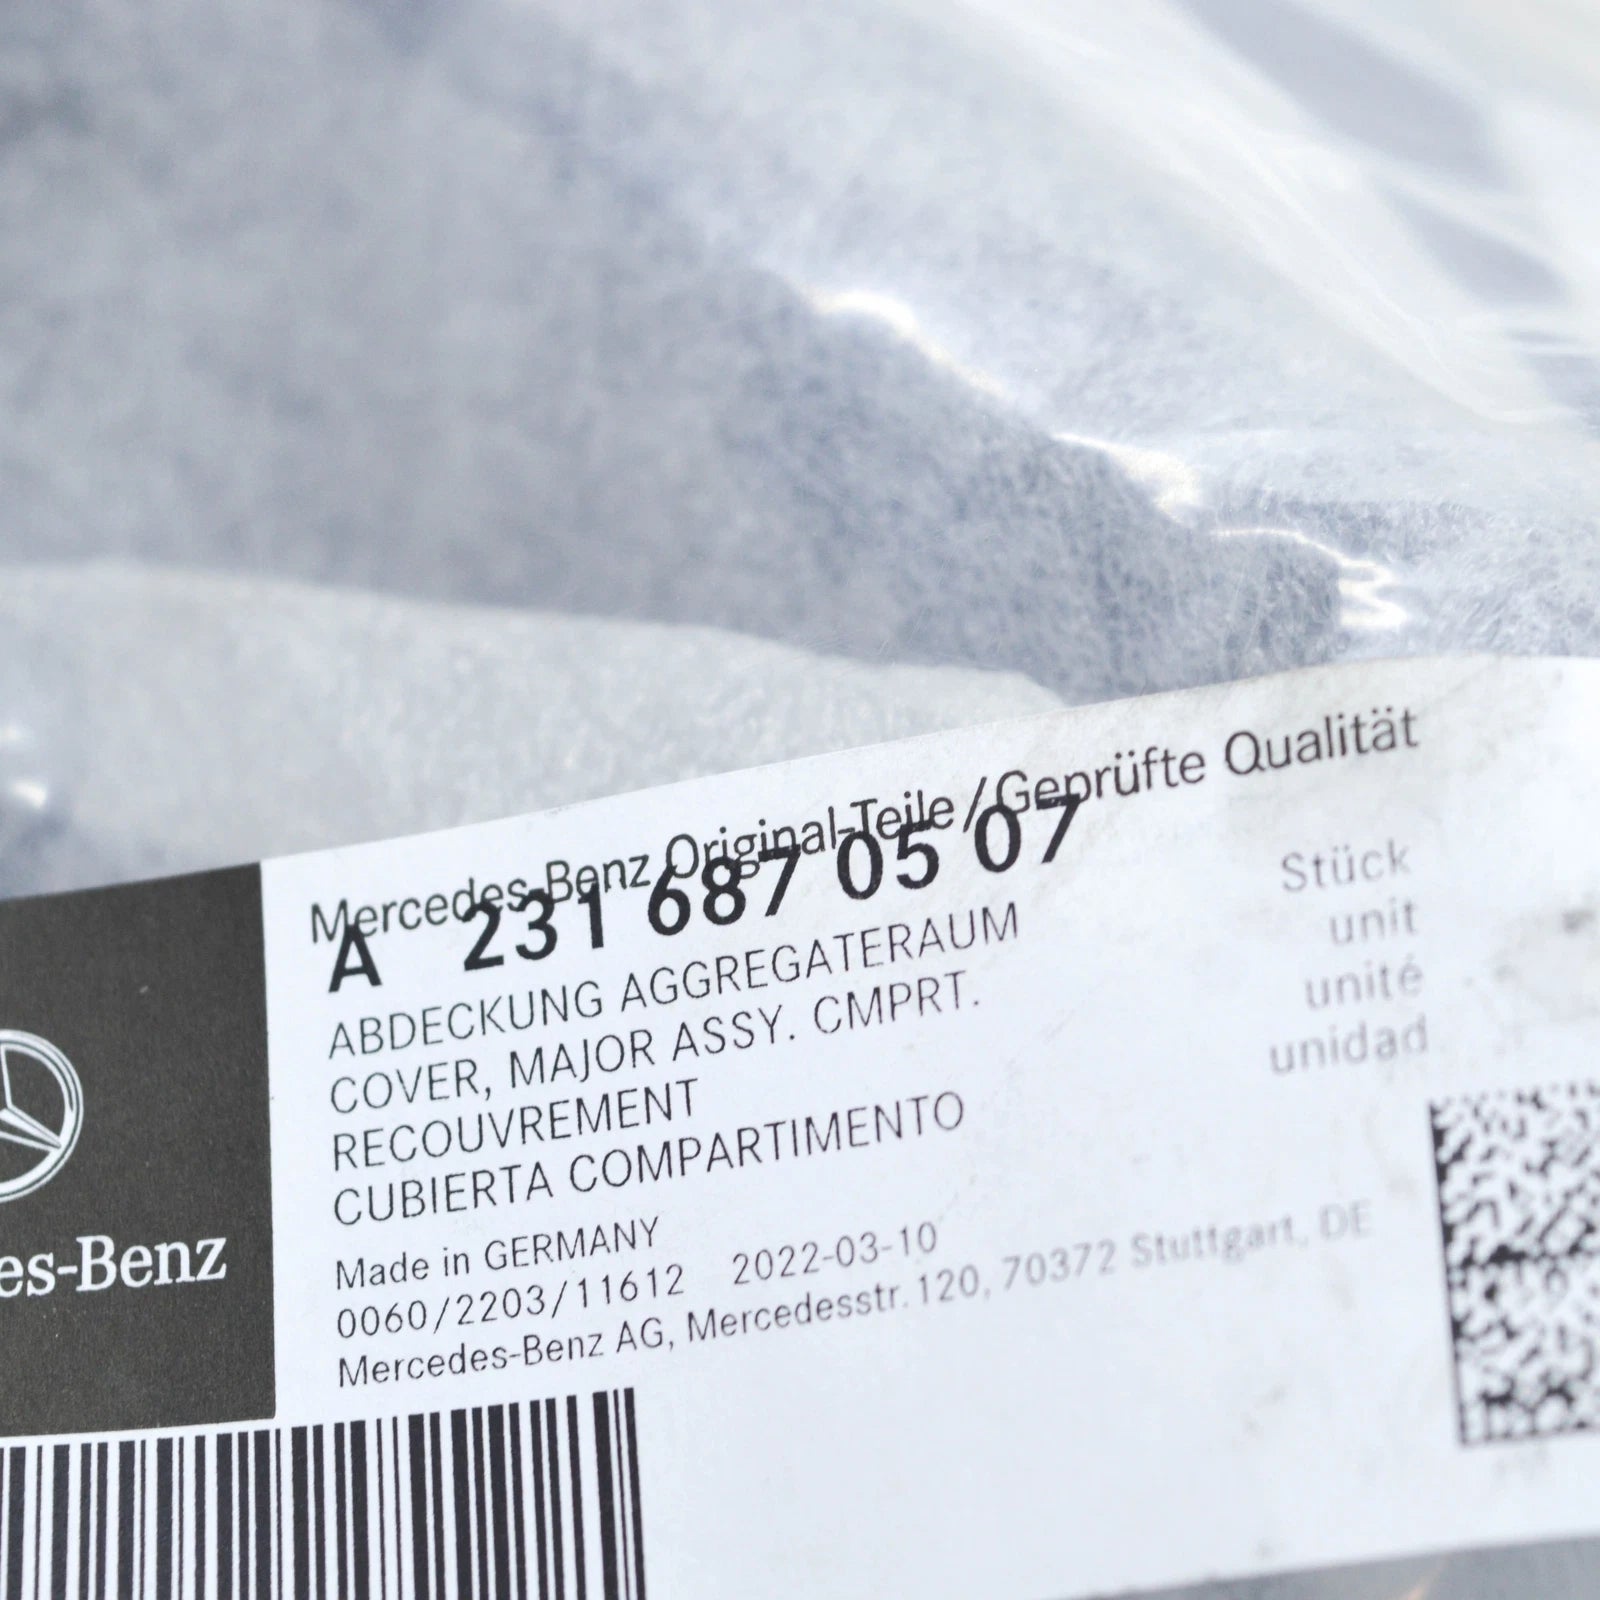 Mercedes-Benz Original-Teile / Geprüfte Qualität
A 231 687 05 07
ABDECKUNG AGGREGATERAUM
COVER, MAJOR ASSY. CMPRT.
RECOUVREMENT
CUBIERTA COMPARTIMENTO
Stück
unit
unité
unidad
Made in GERMANY
0060/2203/11612 2022-03-10
Mercedes-Benz AG, Mercedesstr. 120, 70372 Stuttgart, DE
es-Benz